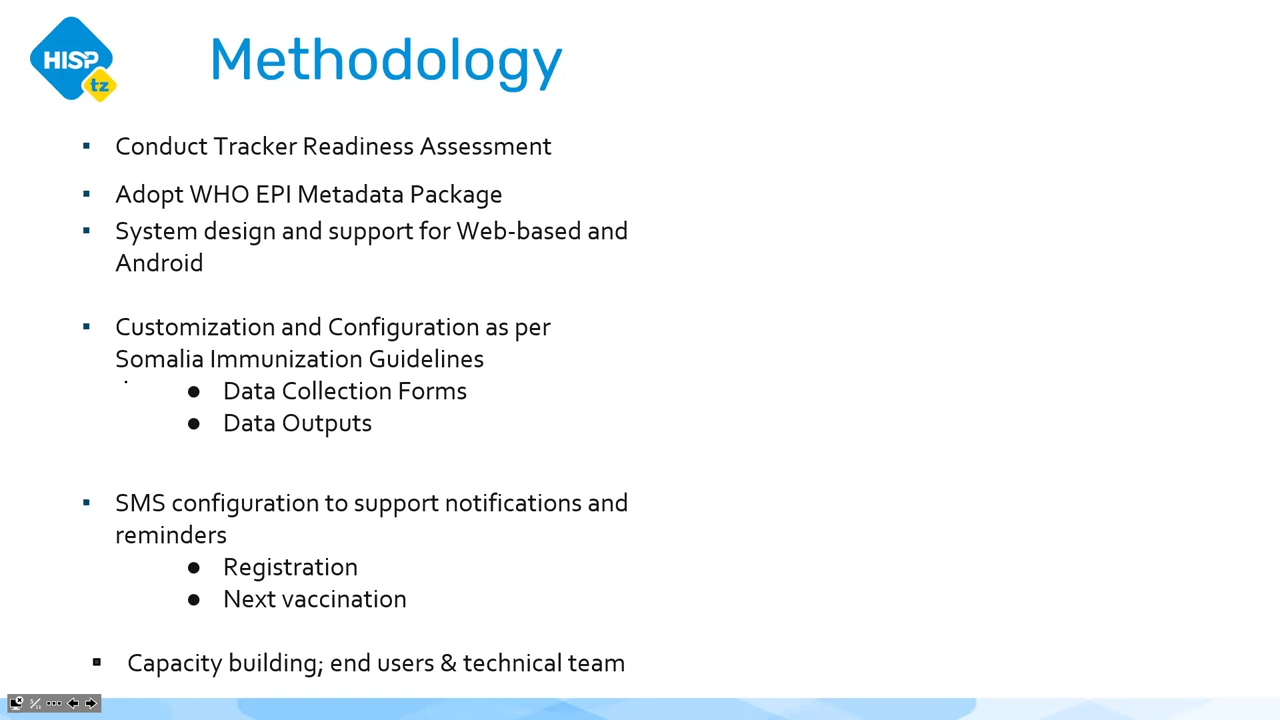 HISP
tz
Methodology
▪ Conduct Tracker Readiness Assessment
▪ Adopt WHO EPI Metadata Package
▪ System design and support for Web-based and
Android
▪ Customization and Configuration as per
Somalia Immunization Guidelines
● Data Collection Forms
● Data Outputs
▪ SMS configuration to support notifications and
reminders
● Registration
● Next vaccination
▪ Capacity building; end users & technical team